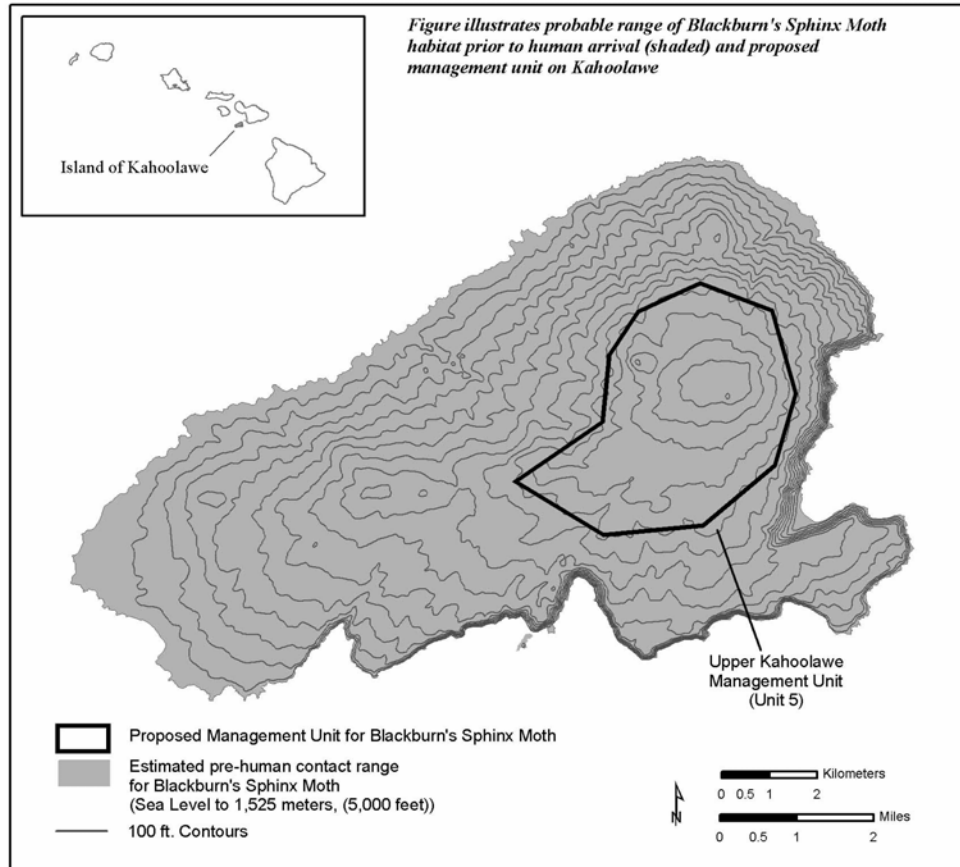 Figure illustrates probable range of Blackburn's Sphinx Moth
habitat prior to human arrival (shaded) and proposed
management unit on Kahoolawe
Island of Kahoolawe
Upper Kahoolawe
Management Unit
(Unit 5)
Proposed Management Unit for Blackburn's Sphinx Moth
Estimated pre-human contact range
for Blackburn's Sphinx Moth
(Sea Level to 1,525 meters, (5,000 feet))
100 ft. Contours
N
Kilometers
0 0.5 1 2
Miles
0 0.5 1 2